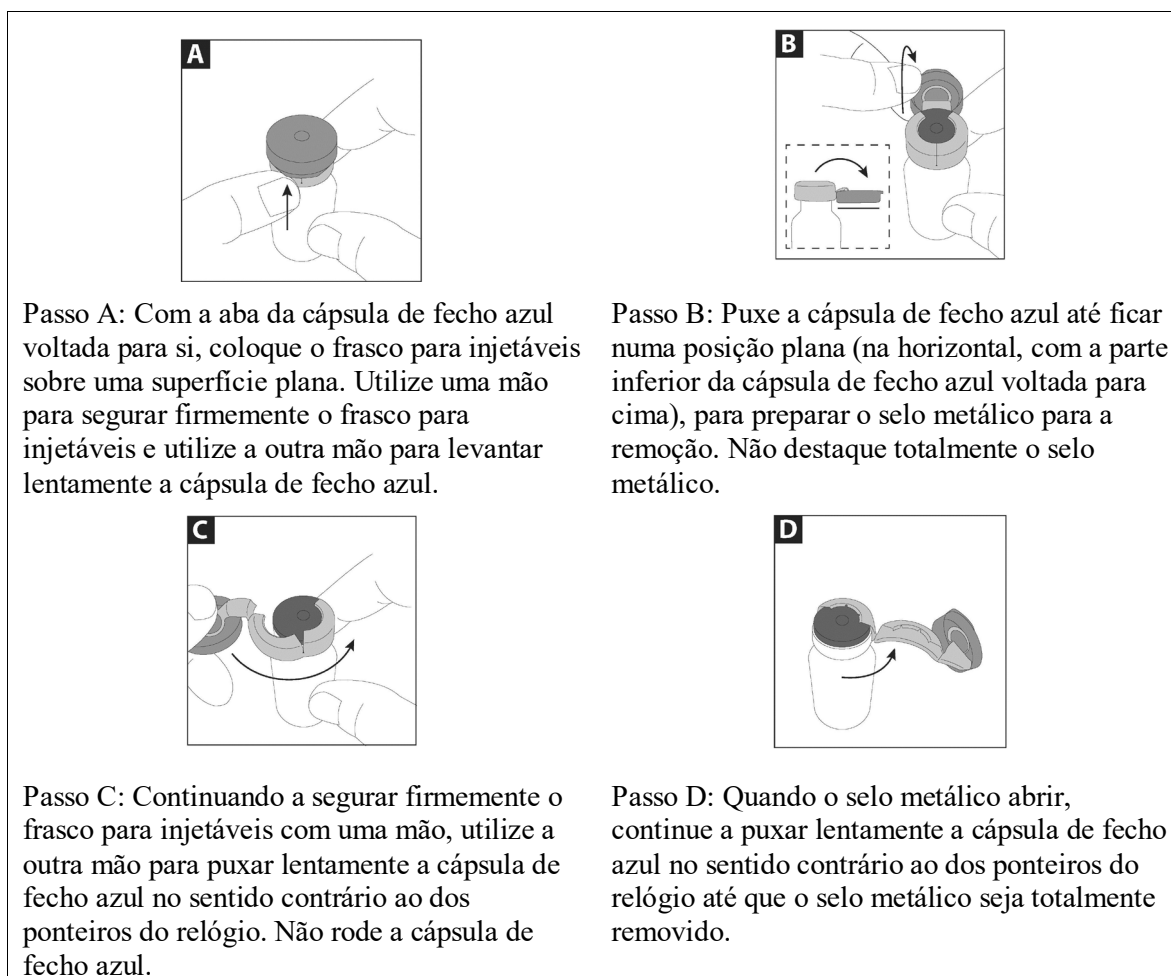 A
B
Passo A: Com a aba da cápsula de fecho azul
voltada para si, coloque o frasco para injetáveis
sobre uma superfície plana. Utilize uma mão
para segurar firmemente o frasco para
injetáveis e utilize a outra mão para levantar
lentamente a cápsula de fecho azul.
Passo B: Puxe a cápsula de fecho azul até ficar
numa posição plana (na horizontal, com a parte
inferior da cápsula de fecho azul voltada para
cima), para preparar o selo metálico para a
remoção. Não destaque totalmente o selo
metálico.
C
D
Passo C: Continuando a segurar firmemente o
frasco para injetáveis com uma mão, utilize a
outra mão para puxar lentamente a cápsula de
fecho azul no sentido contrário ao dos
ponteiros do relógio. Não rode a cápsula de
fecho azul.
Passo D: Quando o selo metálico abrir,
continue a puxar lentamente a cápsula de fecho
azul no sentido contrário ao dos ponteiros do
relógio até que o selo metálico seja totalmente
removido.